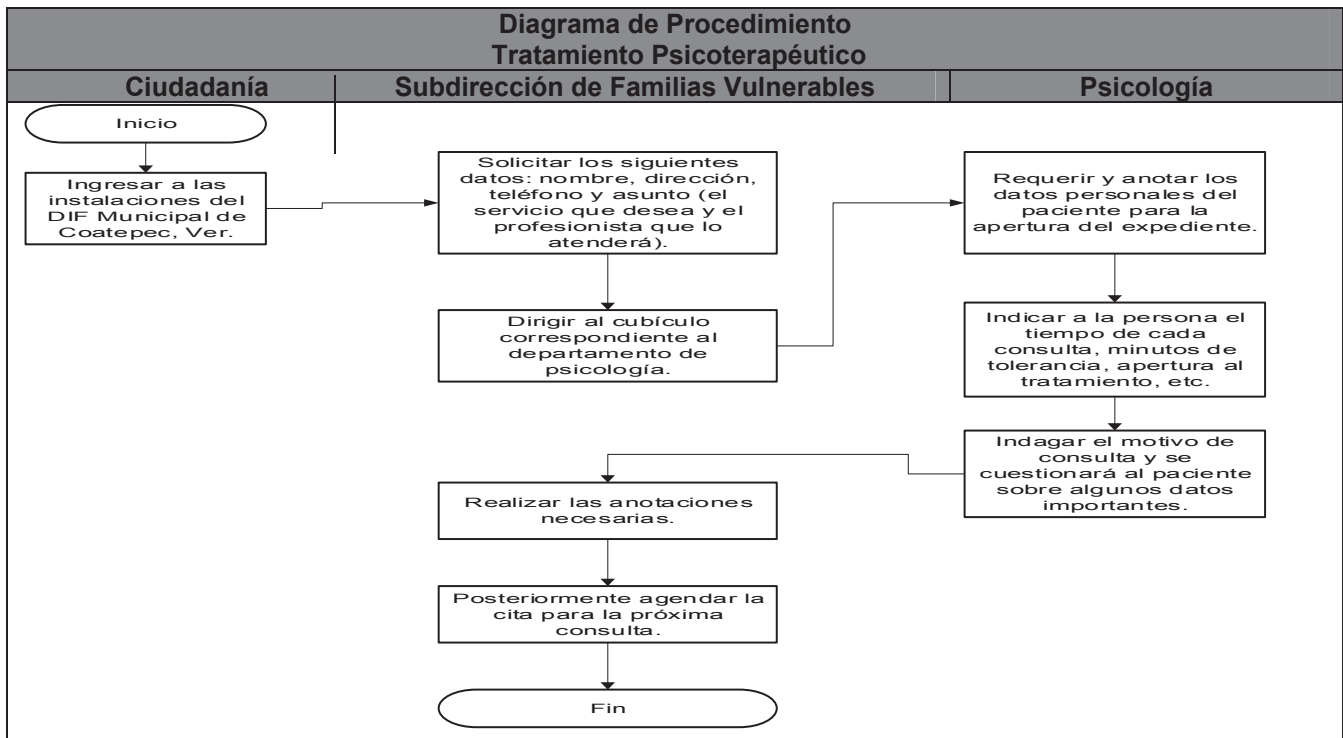 Diagrama de Procedimiento
Tratamiento Psicoterapéutico
Ciudadanía
Subdirección de Familias Vulnerables
Psicología
Inicio
Ingresar a las
instalaciones del
DIF Municipal de
Coatepec, Ver.
Solicitar los siguientes
datos: nombre, dirección,
teléfono y asunto (el
servicio que desea y el
profesionista que lo
atenderá).
Dirigir al cubículo
correspondiente al
departamento de
psicología.
Requerir y anotar los
datos personales del
paciente para la
apertura del expediente.
Indicar a la persona el
tiempo de cada
consulta, minutos de
tolerancia, apertura al
tratamiento, etc.
Indagar el motivo de
consulta y se
cuestionará al paciente
sobre algunos datos
importantes.
Realizar las anotaciones
necesarias.
Posteriormente agendar la
cita para la próxima
consulta.
Fin